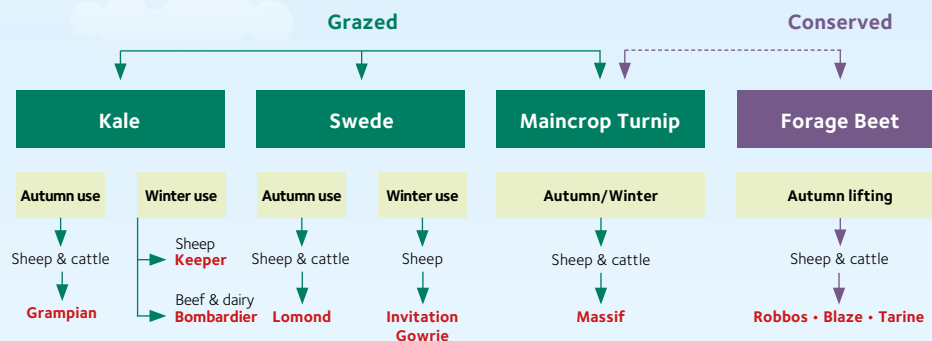 Grazed
Conserved
Kale
Swede
Maincrop Turnip
Forage Beet
Autumn use
Winter use
Autumn use
Winter use
Autumn/Winter
Autumn lifting
Sheep & cattle
Grampian
Sheep
Keeper
Beef & dairy
Bombardier
Sheep & cattle
Lomond
Sheep
Invitation
Gowrie
Sheep & cattle
Massif
Sheep & cattle
Robbos • Blaze • Tarine